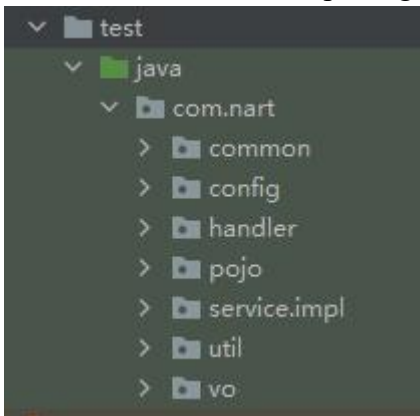 test
java
com.nart
common
config
handler
pojo
service.impl
util
vo